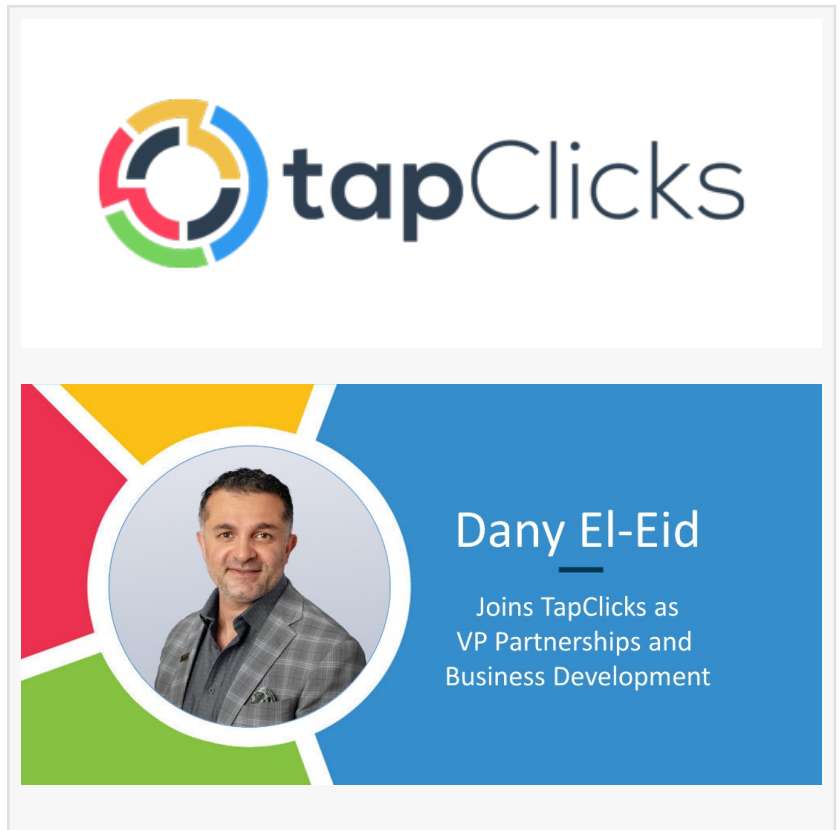 tapClicks
Dany El-Eid
Joins TapClicks as
VP Partnerships and
Business Development